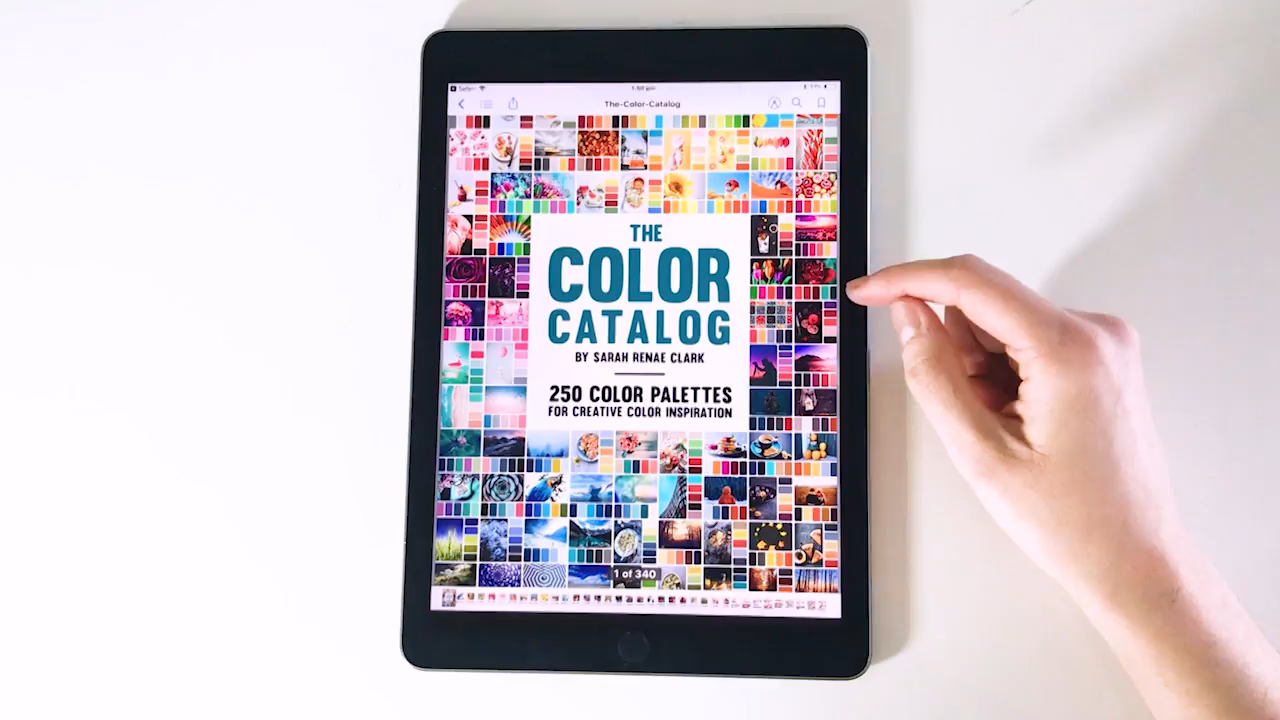 The-Color-Catalog
THE
COLOR
CATALOG
BY SARAH RENAE CLARK
250 COLOR PALETTES
FOR CREATIVE COLOR INSPIRATION
1 of 340